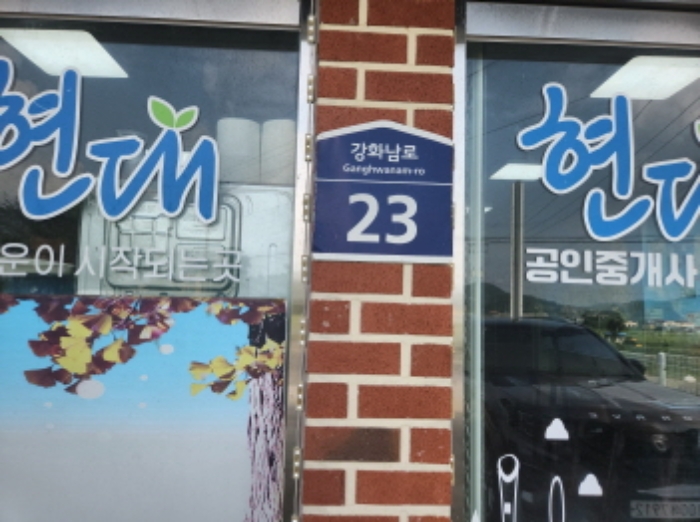 현대
운이 시작되는 곳
강화남로
Ganghwanam-ro
23
현대
공인중개사